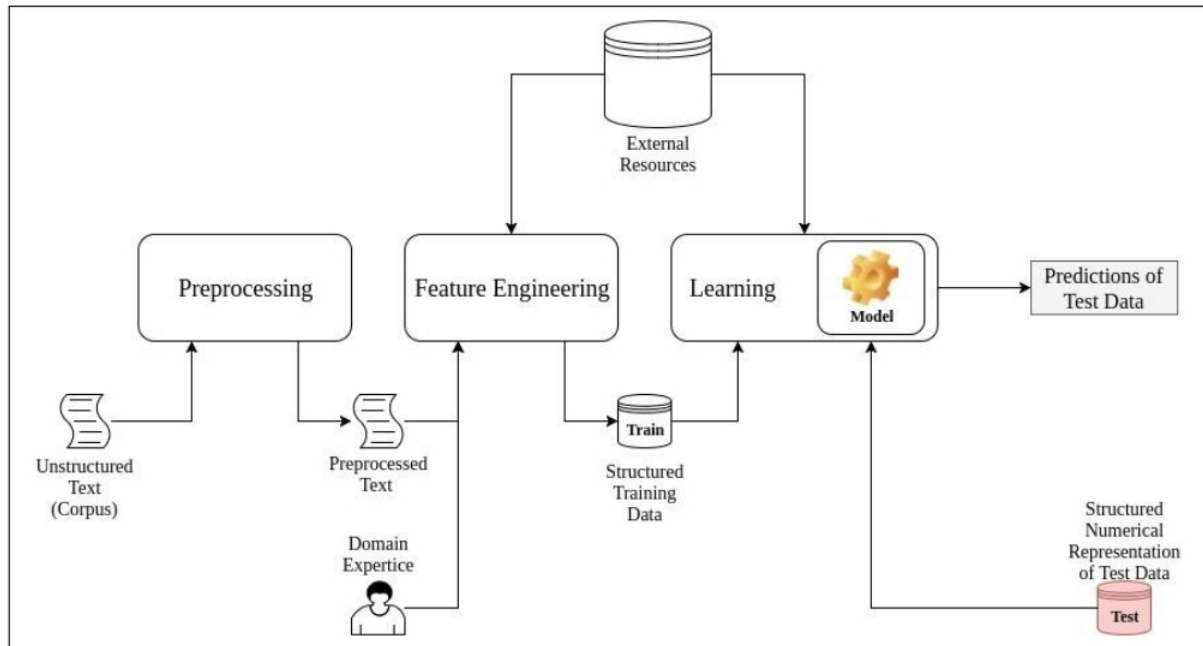 External
Resources
Preprocessing
Feature Engineering
Learning
Model
Predictions of
Test Data
Unstructured
Text
(Corpus)
Preprocessed
Text
Train
Structured
Training
Data
Domain
Expertice
Structured
Numerical
Representation
of Test Data
Test